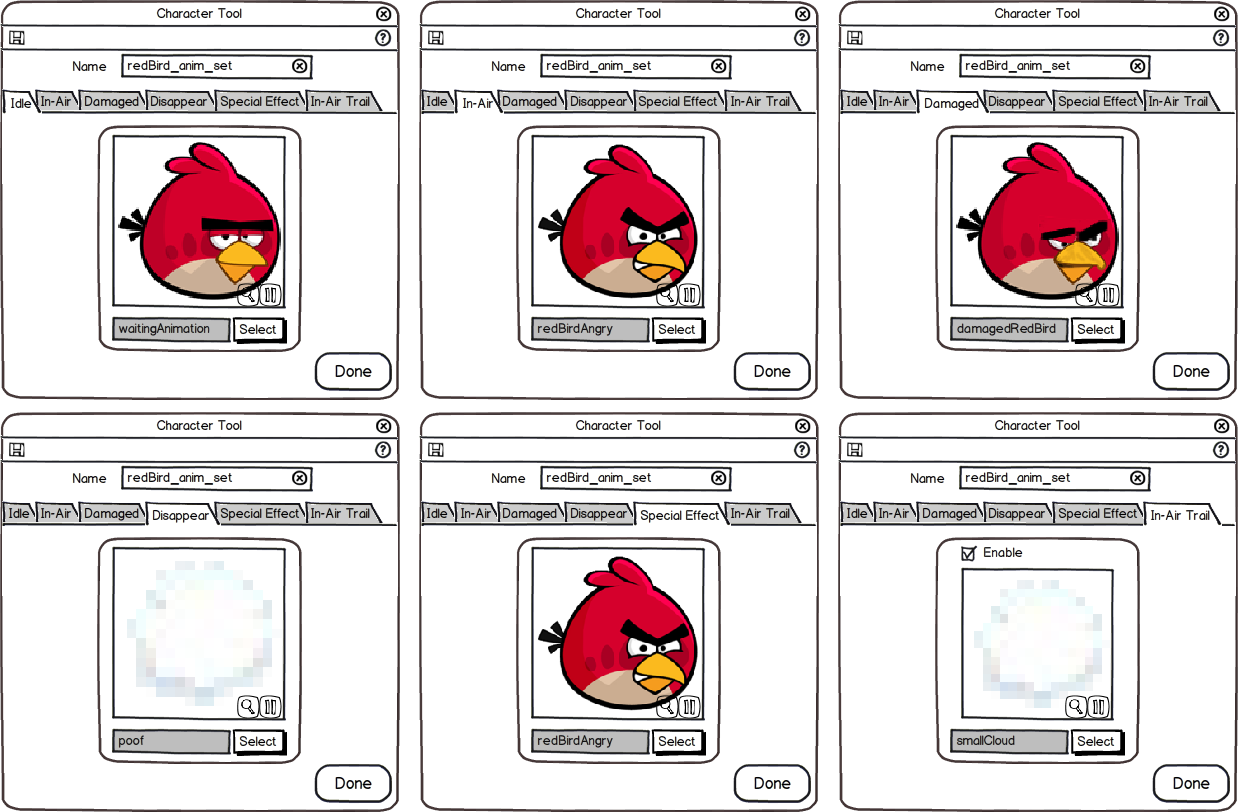 Character Tool
?
Name redBird_anim_set
Idle In-Air Damaged Disappear Special Effect In-Air Trail
waitingAnimation Select
Done
Character Tool
?
Name redBird_anim_set
Idle In-Air Damaged Disappear Special Effect In-Air Trail
redBirdAngry Select
Done
Character Tool
?
Name redBird_anim_set
Idle In-Air Damaged Disappear Special Effect In-Air Trail
damagedRedBird Select
Done
Character Tool
?
Name redBird_anim_set
Idle In-Air Damaged Disappear Special Effect In-Air Trail
poof Select
Done
Character Tool
?
Name redBird_anim_set
Idle In-Air Damaged Disappear Special Effect In-Air Trail
redBirdAngry Select
Done
Character Tool
?
Name redBird_anim_set
Idle In-Air Damaged Disappear Special Effect In-Air Trail
Enable
smallCloud Select
Done